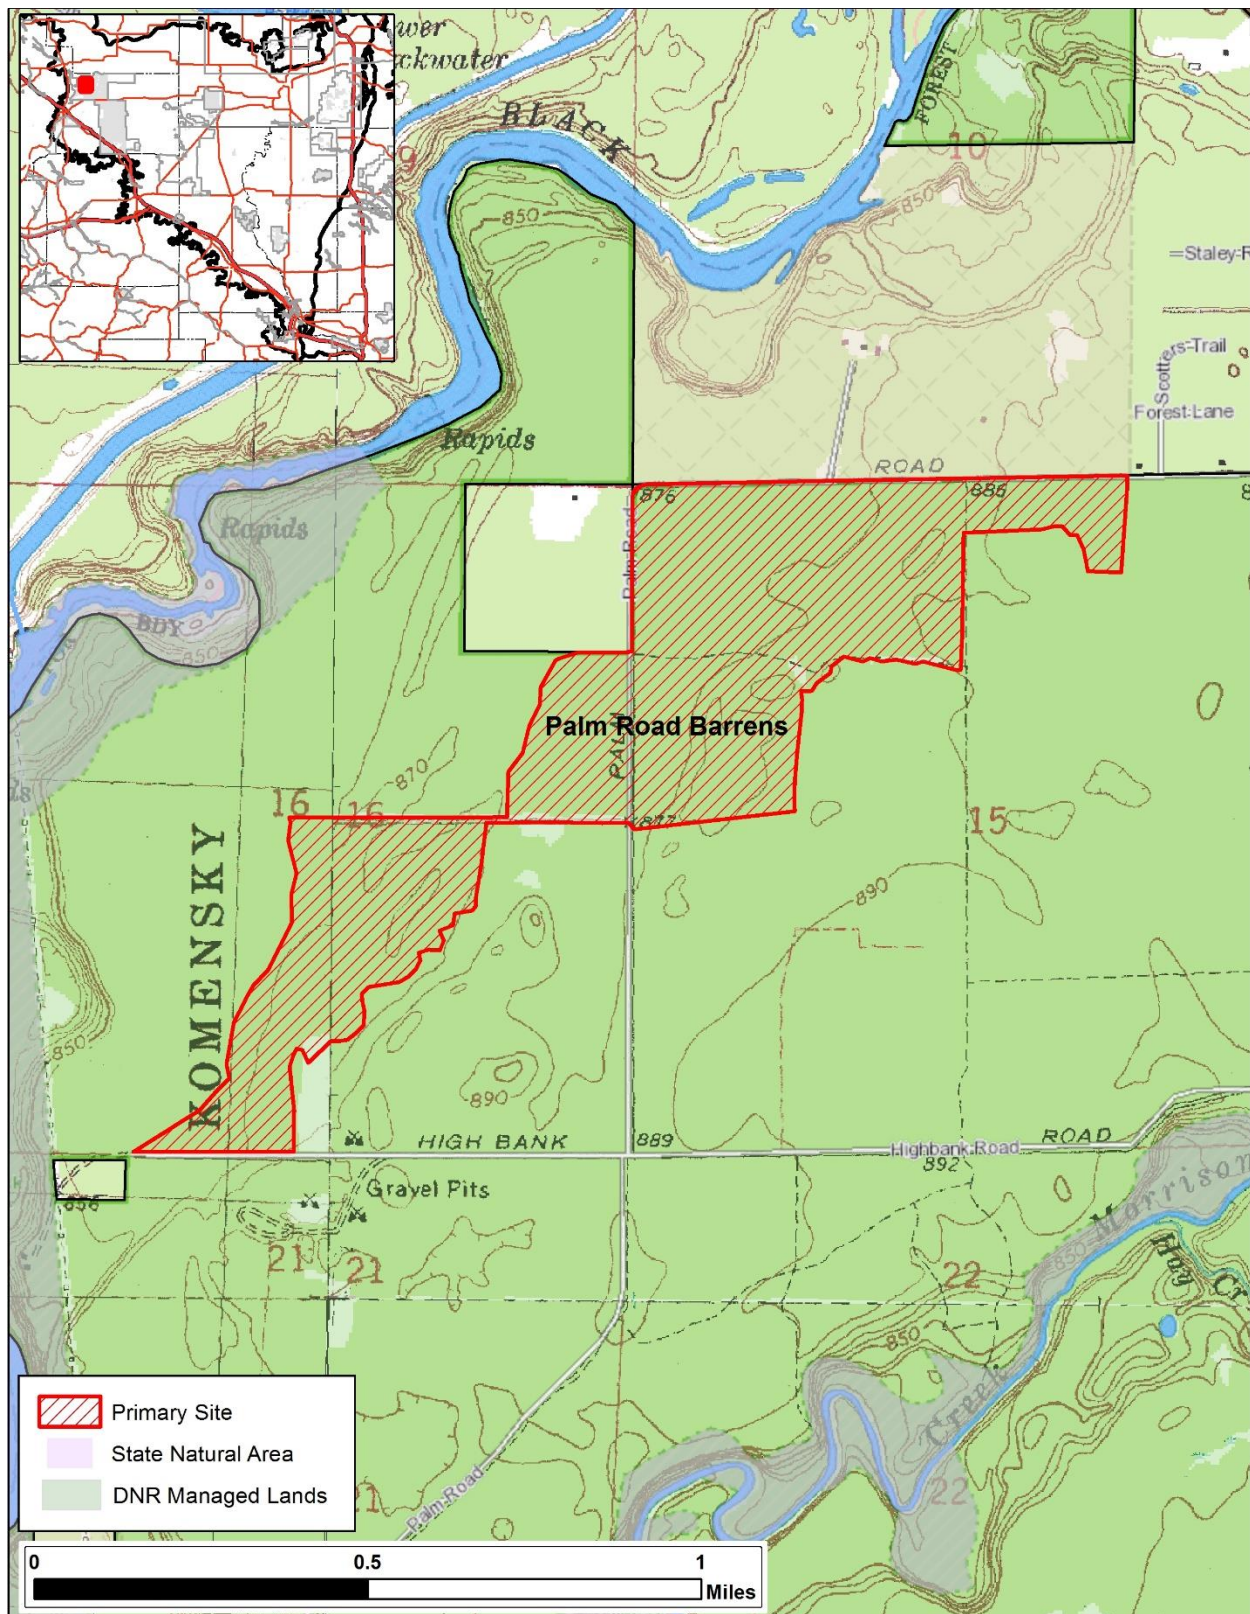 ckwater
BLACK
FOREST
9
10
850
850
Staley-R
Scotters-Trail
Forest-Lane
Rapids
ROAD
876
886
Palm-Road
Rapids
BDY
850
Palm Road Barrens
PALM
870
16
16
877
15
890
KOMENSKY
850
890
HIGH BANK
889
Highbank Road
ROAD
892
Gravel Pits
Morrison
Creek
850
21
21
22
850
22
21
Palm-Road
Primary Site
State Natural Area
DNR Managed Lands
0
0.5
1
Miles